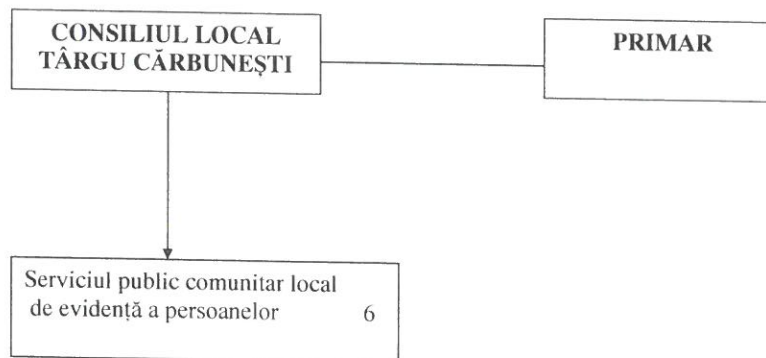 CONSILIUL LOCAL
TÂRGU CĂRBUNEȘTI
PRIMAR
Serviciul public comunitar local
de evidență a persoanelor 6